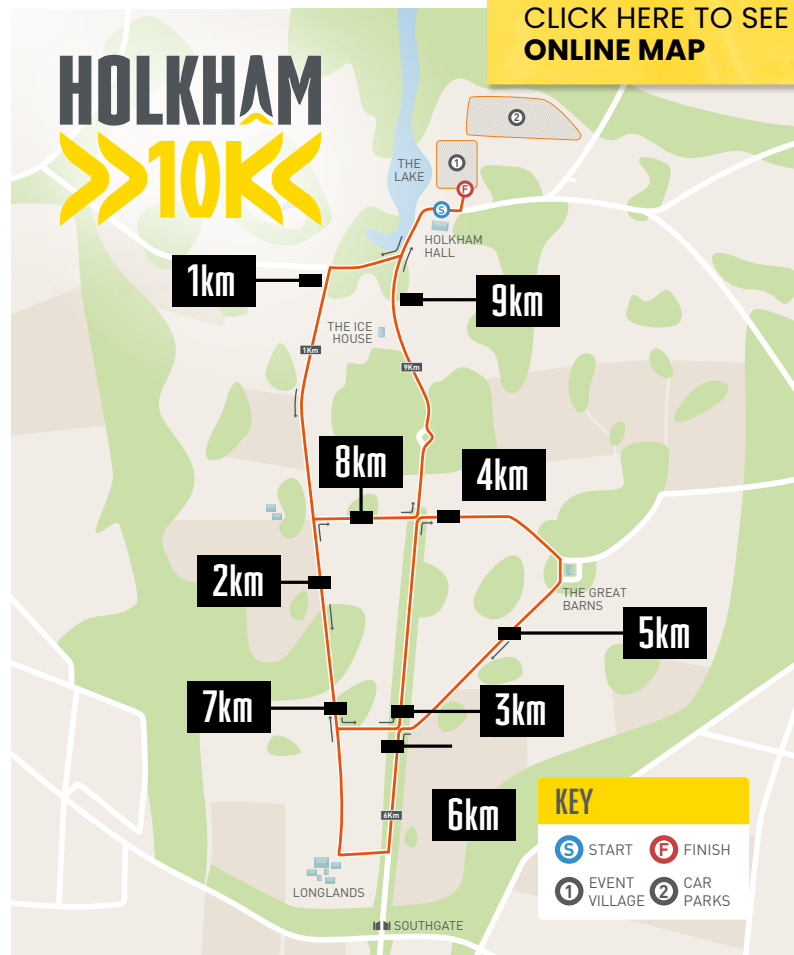 CLICK HERE TO SEE
ONLINE MAP
HOLKHAM
>>10K<<
2
1
THE
LAKE
F
S
HOLKHAM
HALL
1km
9km
THE ICE
HOUSE
1Km
9Km
8km
4km
2km
THE GREAT
BARNS
5km
7km
3km
6Km
6km
LONGLANDS
SOUTHGATE
KEY
S START
F FINISH
1 EVENT
VILLAGE
2 CAR
PARKS